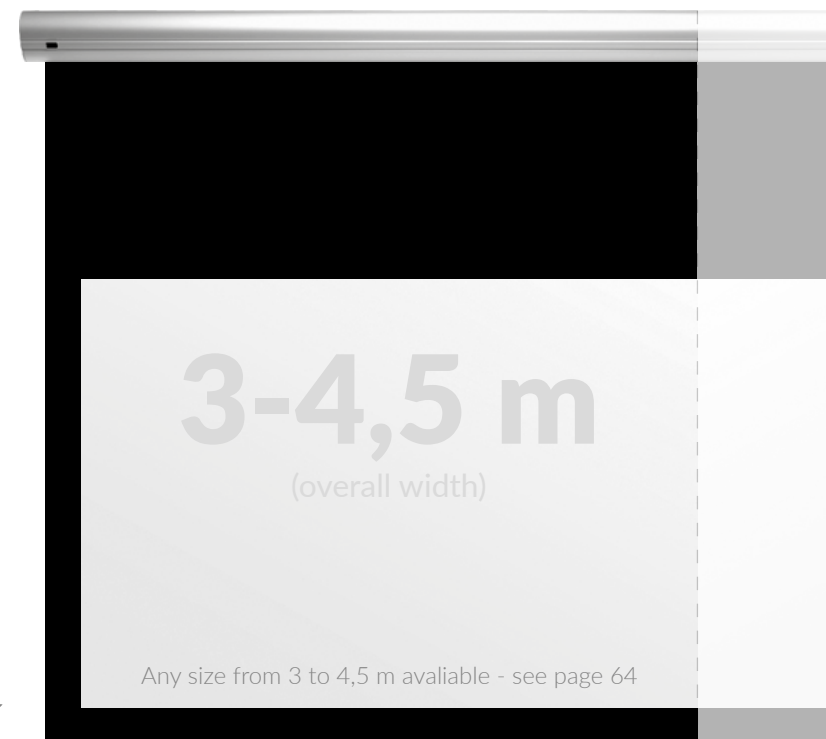 3-4,5 m
(overall width)
Any size from 3 to 4,5 m avaliable - see page 64